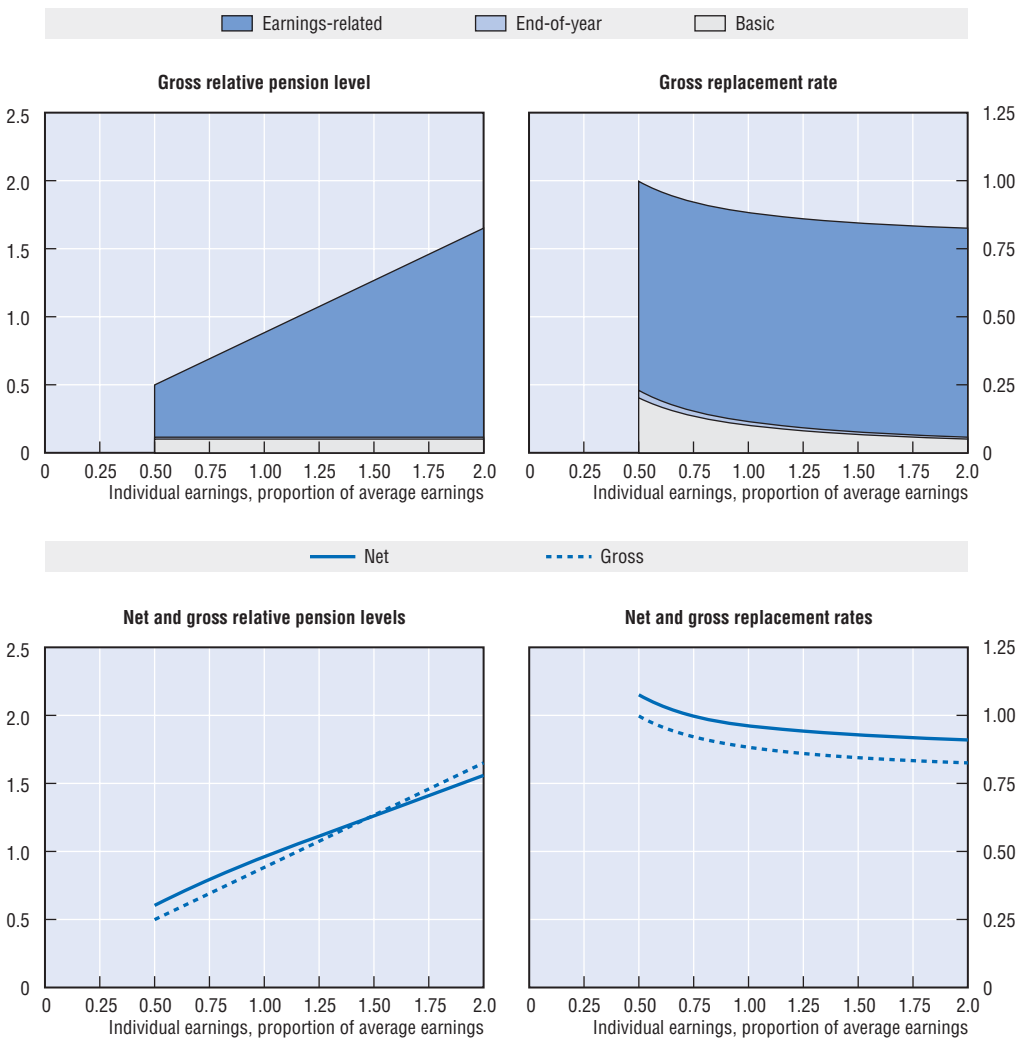 Earnings-related End-of-year Basic
Gross relative pension level
2.5
2.0
1.5
1.0
0.5
0
0 0.25 0.50 0.75 1.00 1.25 1.50 1.75 2.0
Individual earnings, proportion of average earnings
Gross replacement rate
1.25
1.00
0.75
0.50
0.25
0
0 0.25 0.50 0.75 1.00 1.25 1.50 1.75 2.0
Individual earnings, proportion of average earnings
Net Gross
Net and gross relative pension levels
2.5
2.0
1.5
1.0
0.5
0
0 0.25 0.50 0.75 1.00 1.25 1.50 1.75 2.0
Individual earnings, proportion of average earnings
Net and gross replacement rates
1.25
1.00
0.75
0.50
0.25
0
0 0.25 0.50 0.75 1.00 1.25 1.50 1.75 2.0
Individual earnings, proportion of average earnings